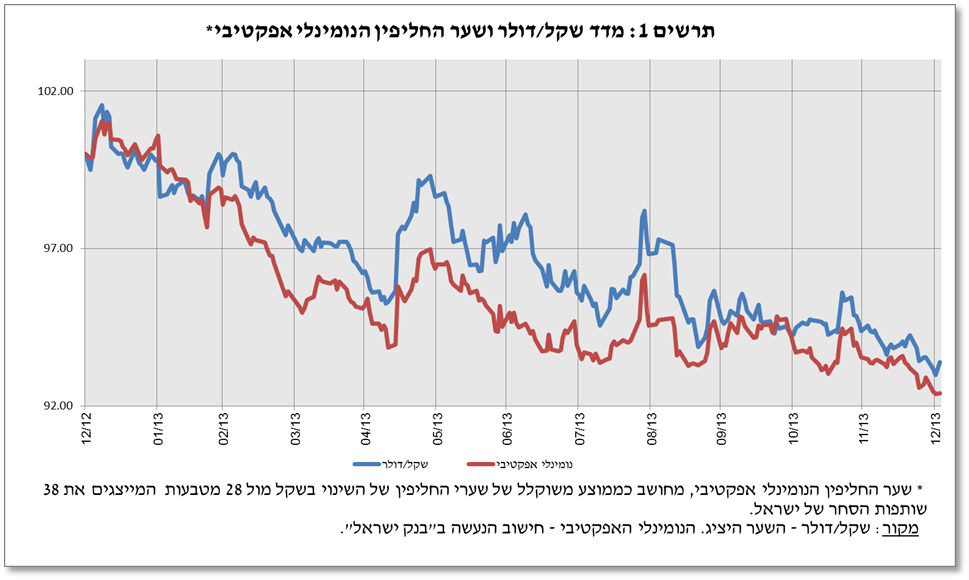 תרשים 1: מדד שקל/דולר ושער החליפין הנומינלי אפקטיבי*
102.00
97.00
92.00
12/12 01/13 02/13 03/13 04/13 05/13 06/13 07/13 08/13 09/13 10/13 11/13 12/13
שקל/דולר נומינלי אפקטיבי
* שער החליפין הנומינלי אפקטיבי, מחושב כממוצע משוקלל של שערי החליפין של השינוי בשקל מול 28 מטבעות המייצגים את 38
שותפות הסחר של ישראל.
מקור: שקל/דולר - השער היציג. הנומינלי האפקטיבי - חישוב הנעשה ב"בנק ישראל".